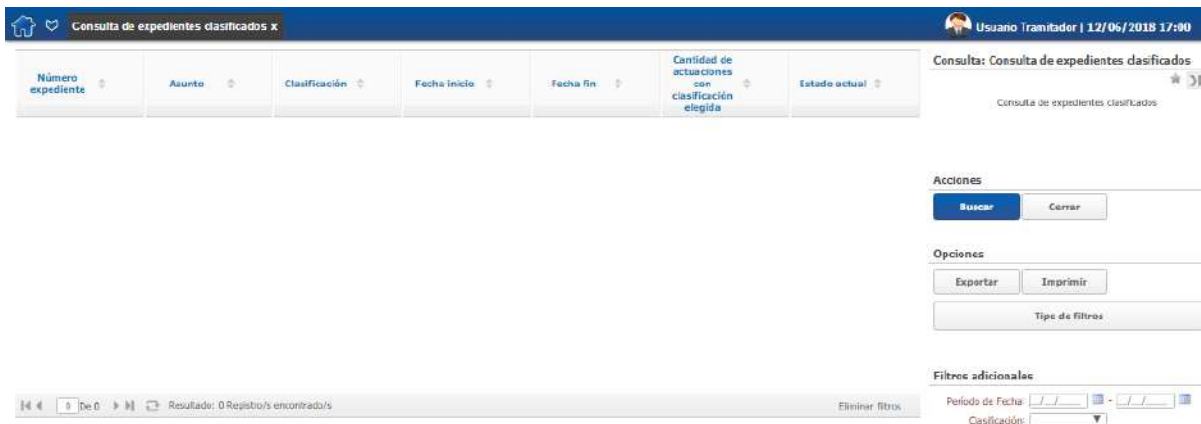 Consulta de expedientes clasificados x
Usuario Tramitador | 12/06/2018 17:00
Número expediente
Asunto
Clasificación
Fecha inicio
Fecha fin
Cantidad de actuaciones con clasificación elegida
Estado actual
Consulta: Consulta de expedientes clasificados
Consulta de expedientes clasificados
Acciones
Buscar
Cerrar
Opciones
Exportar
Imprimir
Tipo de filtros
Filtros adicionales
Período de Fecha: _/_/___ - _/_/___
Clasificación:
0 De 0
Resultado: 0 Registro/s encontrado/s
Eliminar filtros